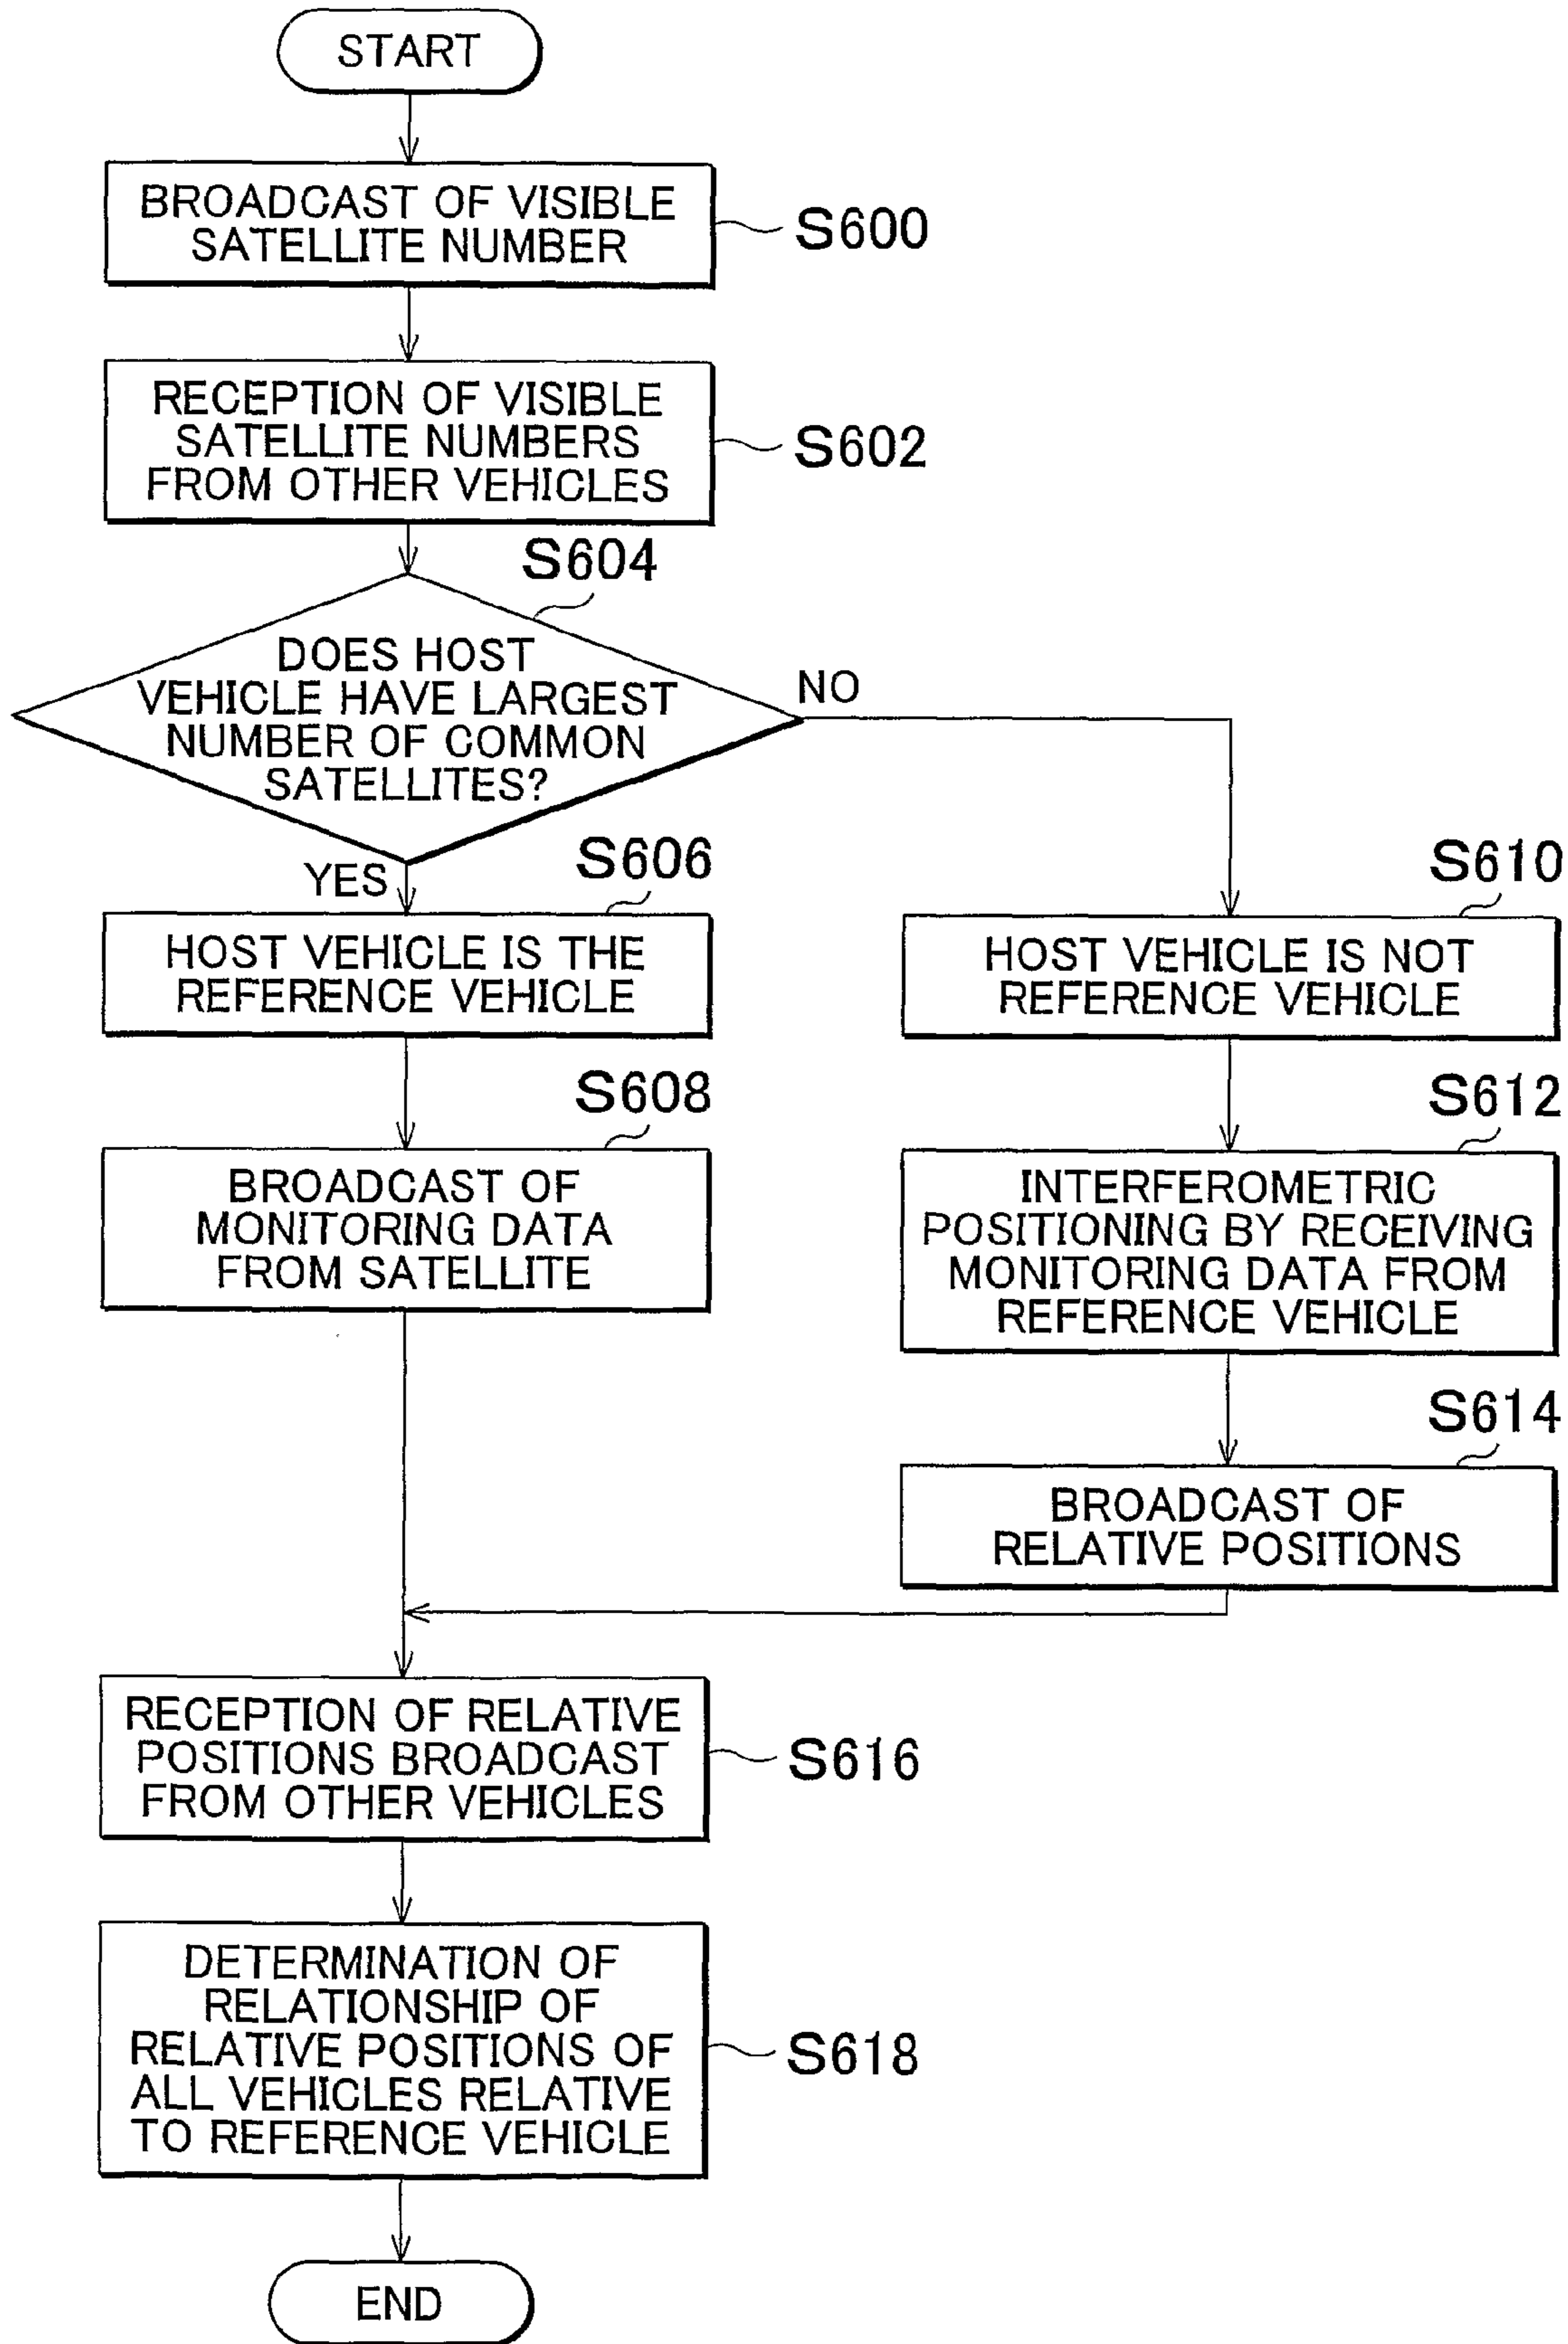 START
BROADCAST OF VISIBLE
SATELLITE NUMBER
S600
RECEPTION OF VISIBLE
SATELLITE NUMBERS
FROM OTHER VEHICLES
S602
S604
DOES HOST
VEHICLE HAVE LARGEST
NUMBER OF COMMON
SATELLITES?
NO
YES
S606
HOST VEHICLE IS THE
REFERENCE VEHICLE
S608
BROADCAST OF
MONITORING DATA
FROM SATELLITE
S610
HOST VEHICLE IS NOT
REFERENCE VEHICLE
S612
INTERFEROMETRIC
POSITIONING BY RECEIVING
MONITORING DATA FROM
REFERENCE VEHICLE
S614
BROADCAST OF
RELATIVE POSITIONS
RECEPTION OF RELATIVE
POSITIONS BROADCAST
FROM OTHER VEHICLES
S616
DETERMINATION OF
RELATIONSHIP OF
RELATIVE POSITIONS OF
ALL VEHICLES RELATIVE
TO REFERENCE VEHICLE
S618
END